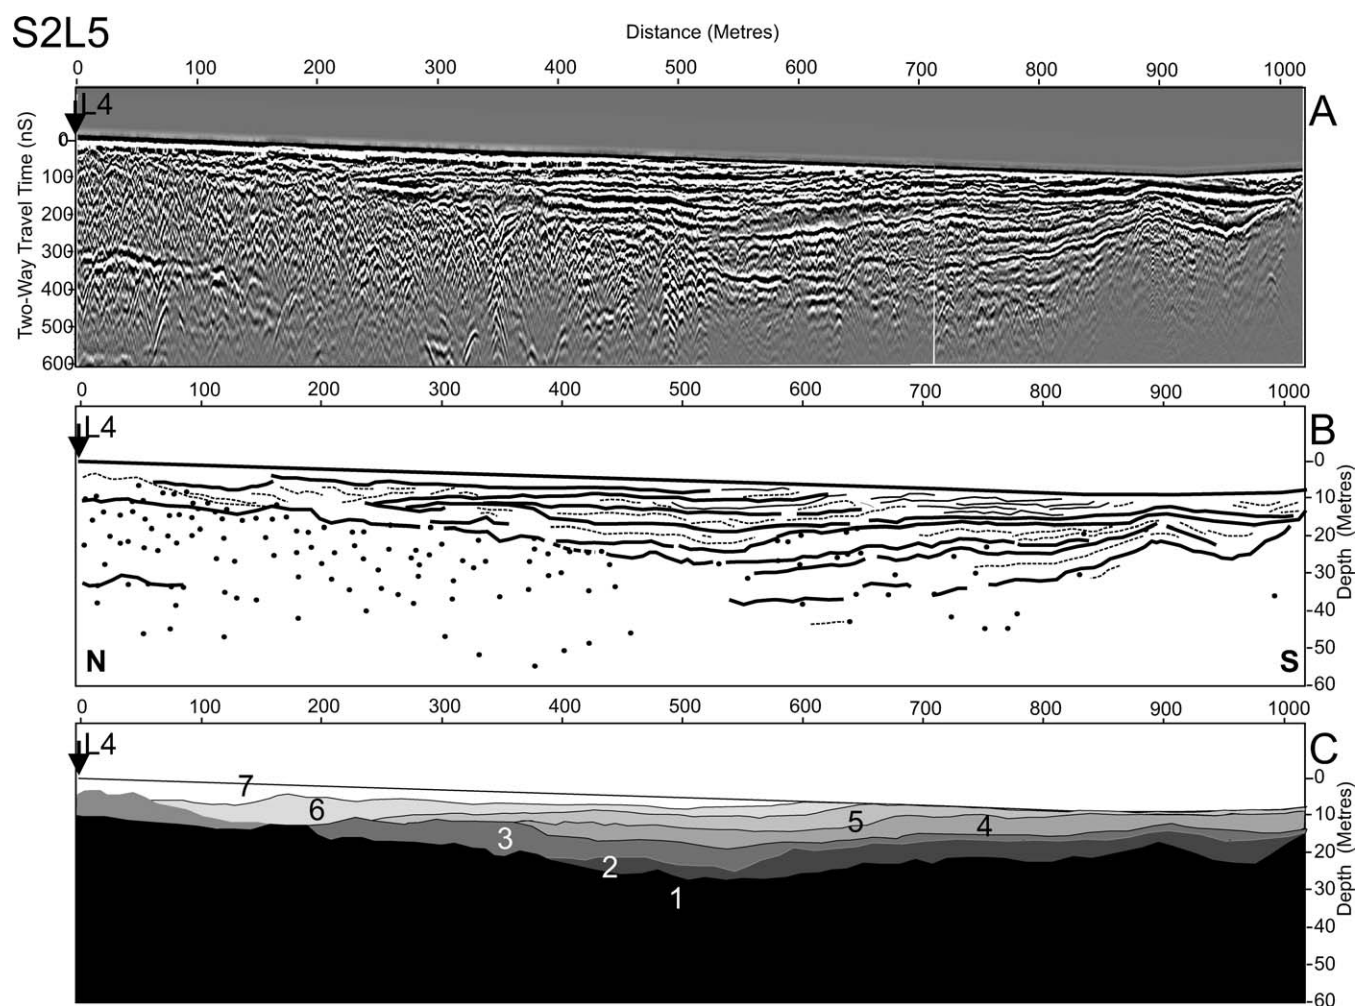 S2L5
Distance (Metres)
0 100 200 300 400 500 600 700 800 900 1000
L4
A
Two-Way Travel Time (nS)
0
100
200
300
400
500
600
0 100 200 300 400 500 600 700 800 900 1000
L4
B
0
-10
-20
-30
-40
-50
-60
Depth (Metres)
N
S
0 100 200 300 400 500 600 700 800 900 1000
L4
C
7
6
5
4
3
2
1
0
-10
-20
-30
-40
-50
-60
Depth (Metres)